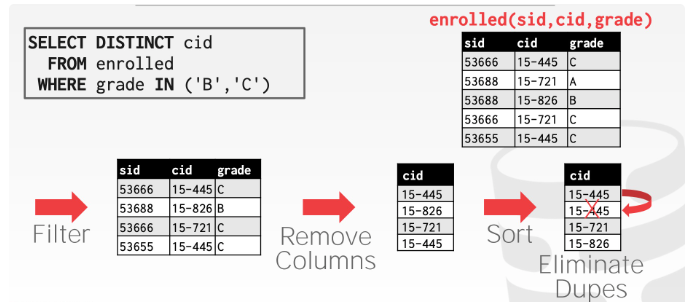 enrolled(sid,cid,grade)
SELECT DISTINCT cid
FROM enrolled
WHERE grade IN ('B','C')
sid cid grade
53666 15-445 C
53688 15-721 A
53688 15-826 B
53666 15-721 C
53655 15-445 C
Filter
sid cid grade
53666 15-445 C
53688 15-826 B
53666 15-721 C
53655 15-445 C
Remove
Columns
cid
15-445
15-826
15-721
15-445
Sort
cid
15-445
15-445
15-721
15-826
Eliminate
Dupes